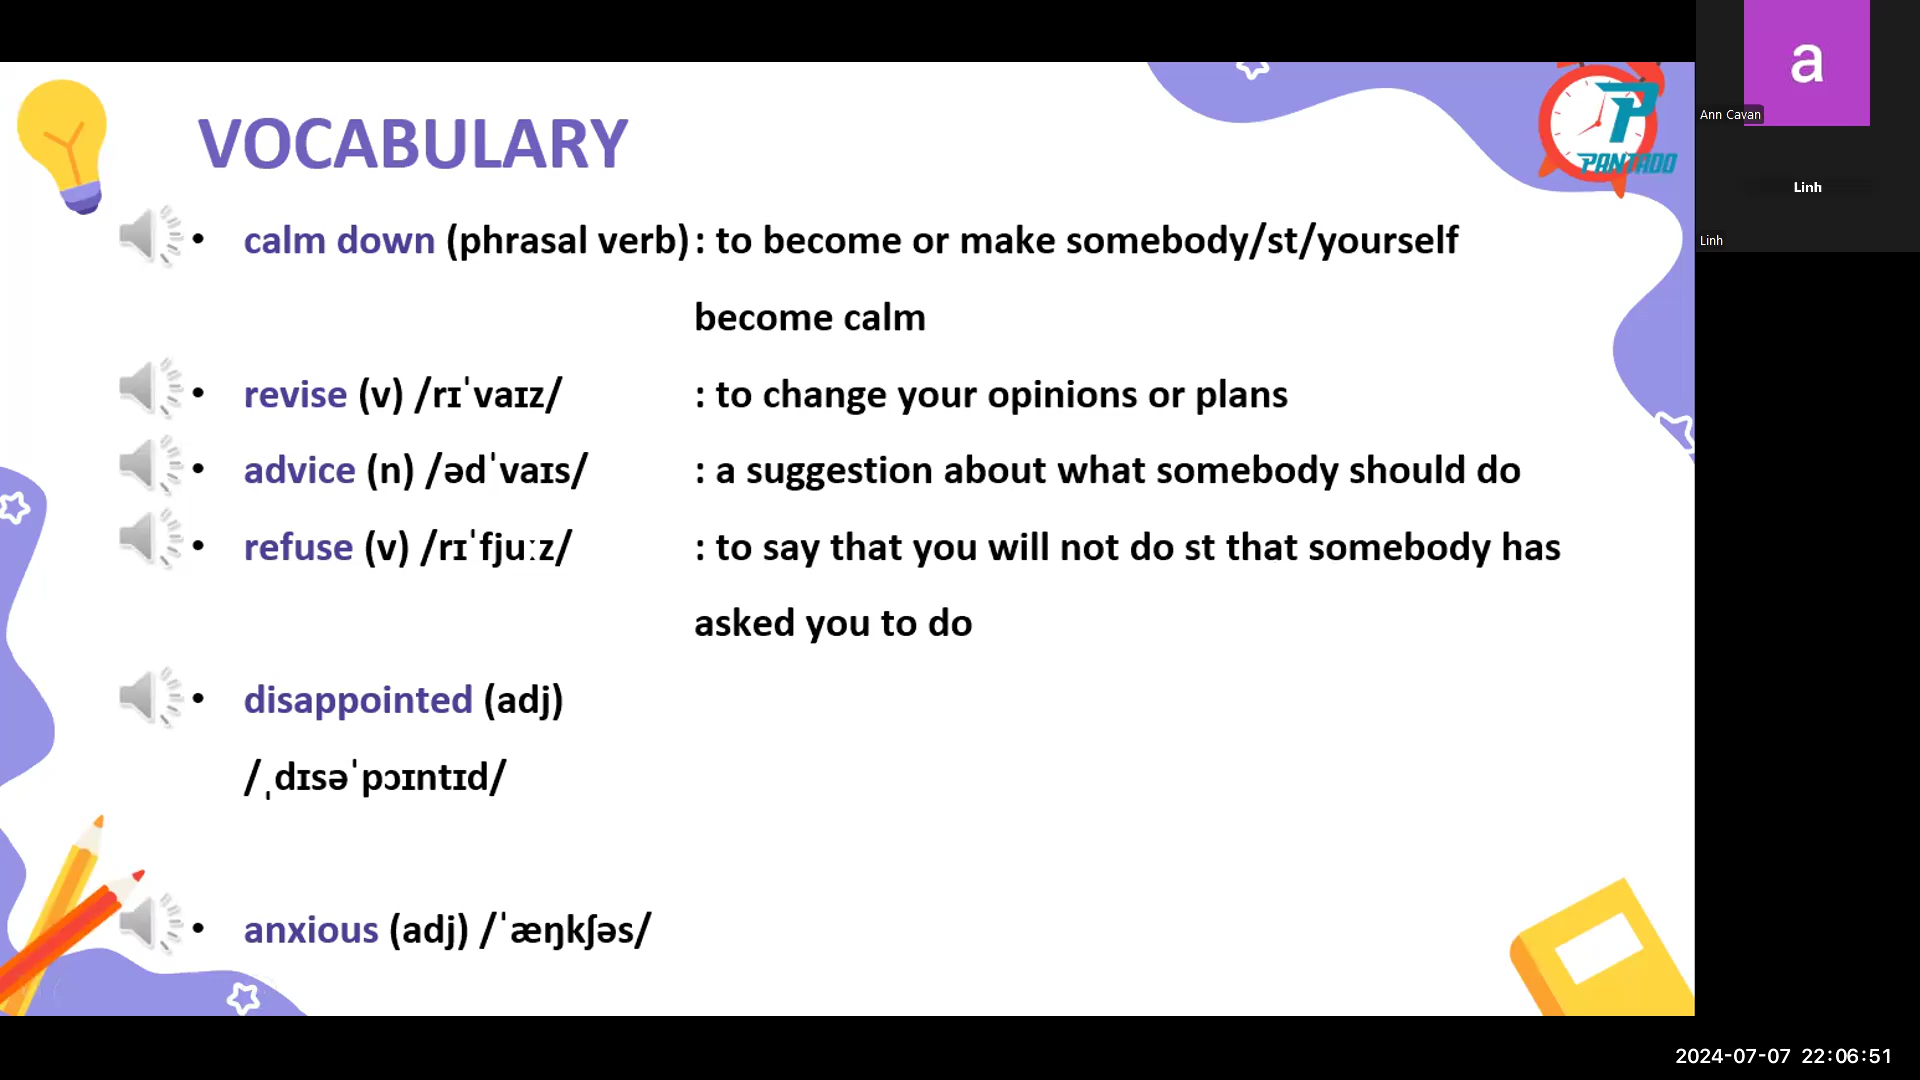 VOCABULARY
PANTADO
• calm down (phrasal verb) : to become or make somebody/st/yourself
become calm
• revise (v) /rɪˈvaɪz/ : to change your opinions or plans
• advice (n) /ədˈvaɪs/ : a suggestion about what somebody should do
• refuse (v) /rɪˈfjuːz/ : to say that you will not do st that somebody has
asked you to do
• disappointed (adj)
/ˌdɪsəˈpɔɪntɪd/
• anxious (adj) /ˈæŋkʃəs/
a
Ann Cavan
Linh
Linh
2024-07-07 22:06:51